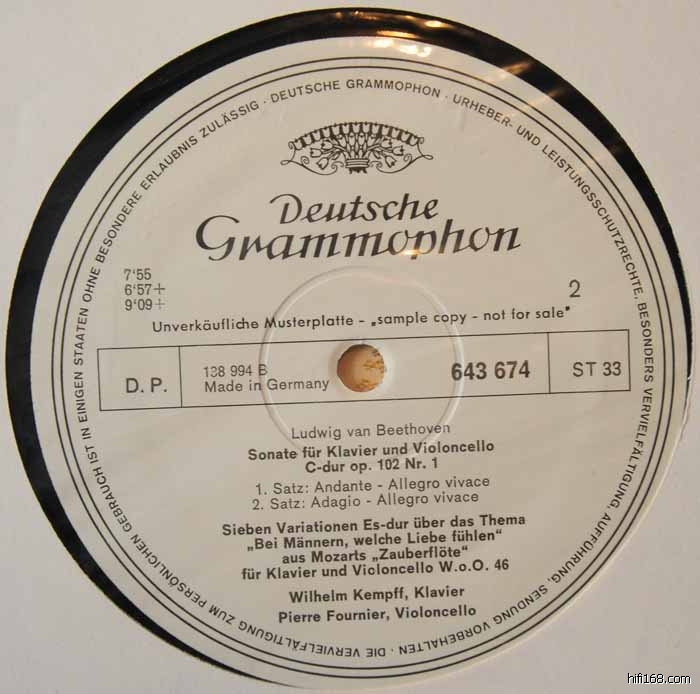 DEUTSCHE GRAMMOPHON · URHEBER- UND LEISTUNGSSCHUTZRECHTE, BESONDERS VERVIELFÄLTIGUNG, AUFFÜHRUNG, SENDUNG VORBEHALTEN · DIE VERVIELFÄLTIGUNG ZUM PERSÖNLICHEN GEBRAUCH IST IN EINIGEN STAATEN OHNE BESONDERE ERLAUBNIS ZULÄSSIG ·
Deutsche
Grammophon
7'55
6'57+
9'09+
2
Unverkäufliche Musterplatte - „sample copy - not for sale"
D. P.
138 994 B
Made in Germany
643 674
ST 33
Ludwig van Beethoven
Sonate für Klavier und Violoncello
C-dur op. 102 Nr. 1
1. Satz: Andante - Allegro vivace
2. Satz: Adagio - Allegro vivace
Sieben Variationen Es-dur über das Thema
„Bei Männern, welche Liebe fühlen"
aus Mozarts „Zauberflöte"
für Klavier und Violoncello W.o.O. 46
Wilhelm Kempff, Klavier
Pierre Fournier, Violoncello
hifi168.com